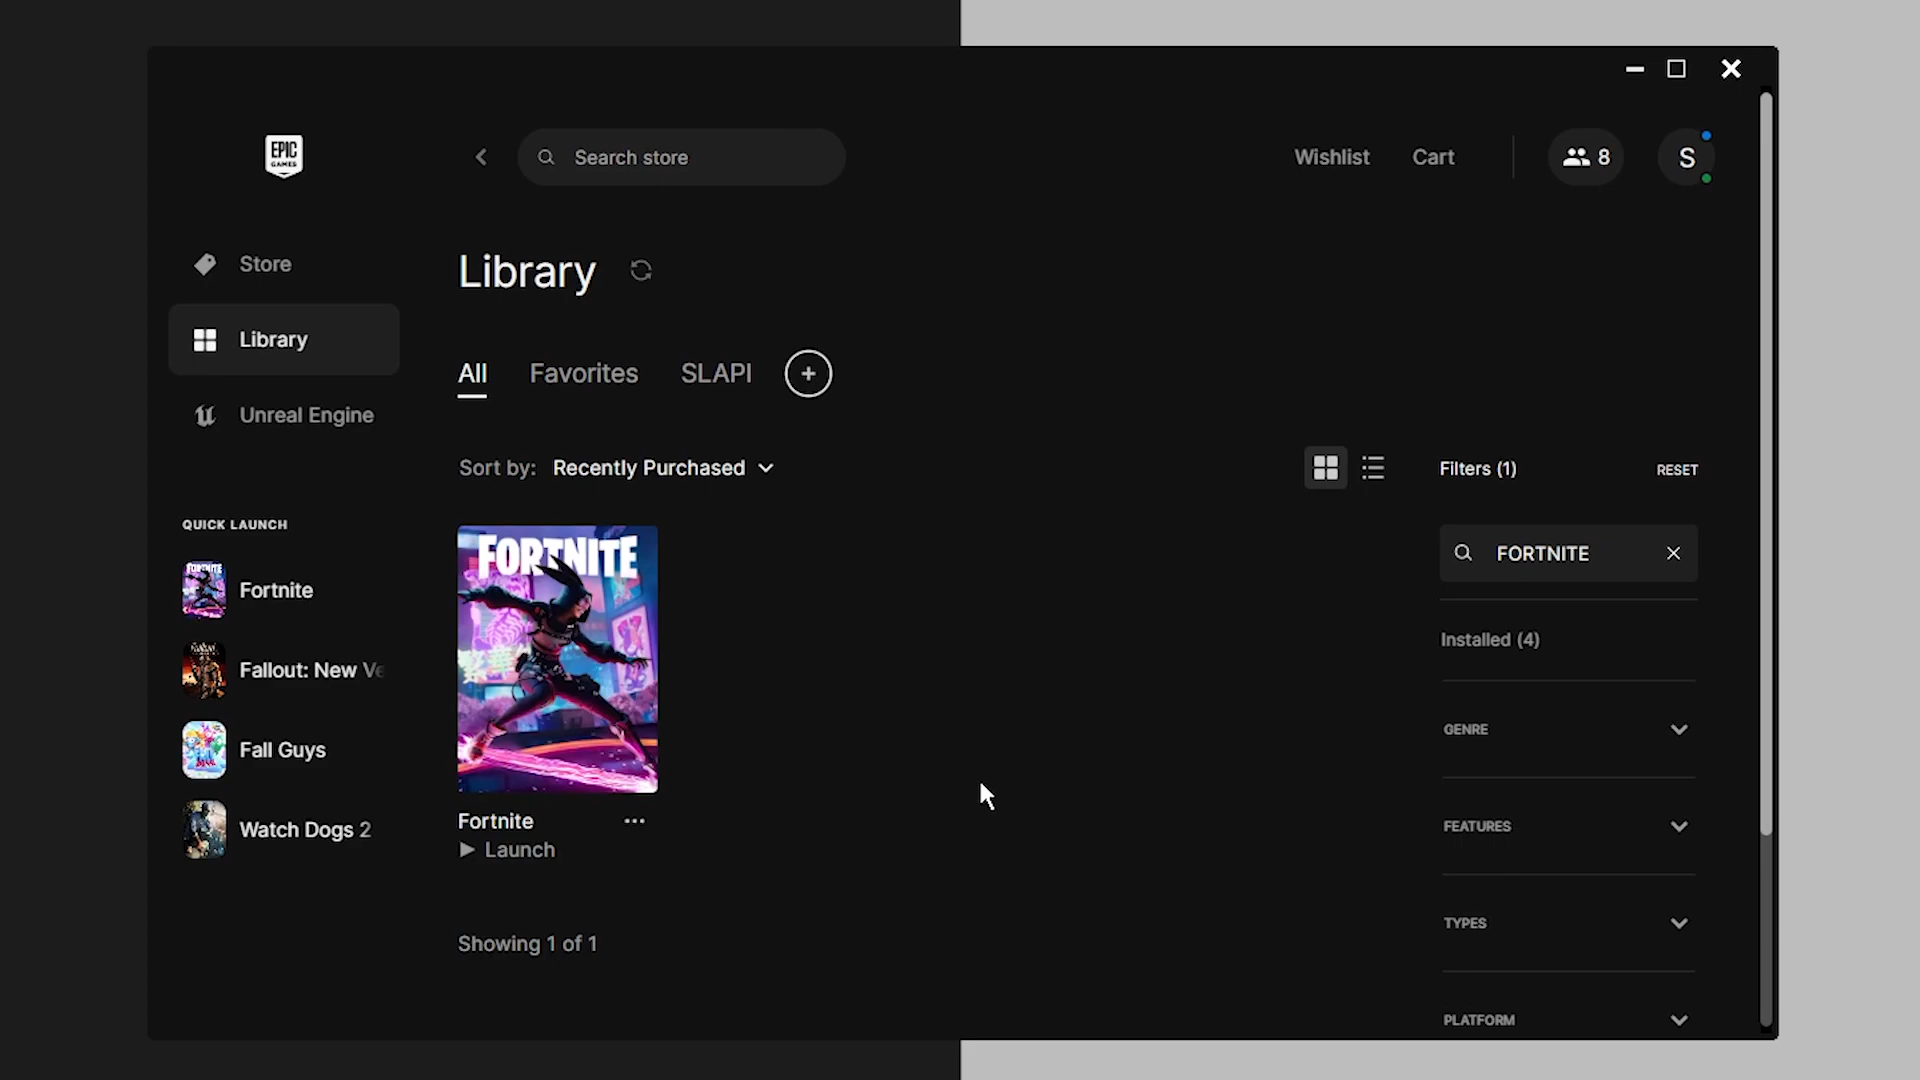 EPIC
GAMES
Search store
Wishlist
Cart
8
S
Store
Library
Unreal Engine
Library
All
Favorites
SLAPI
Sort by: Recently Purchased
Filters (1)
RESET
QUICK LAUNCH
Fortnite
Fallout: New Ve
Fall Guys
Watch Dogs 2
FORTNITE
Fortnite
Launch
Showing 1 of 1
FORTNITE
Installed (4)
GENRE
FEATURES
TYPES
PLATFORM